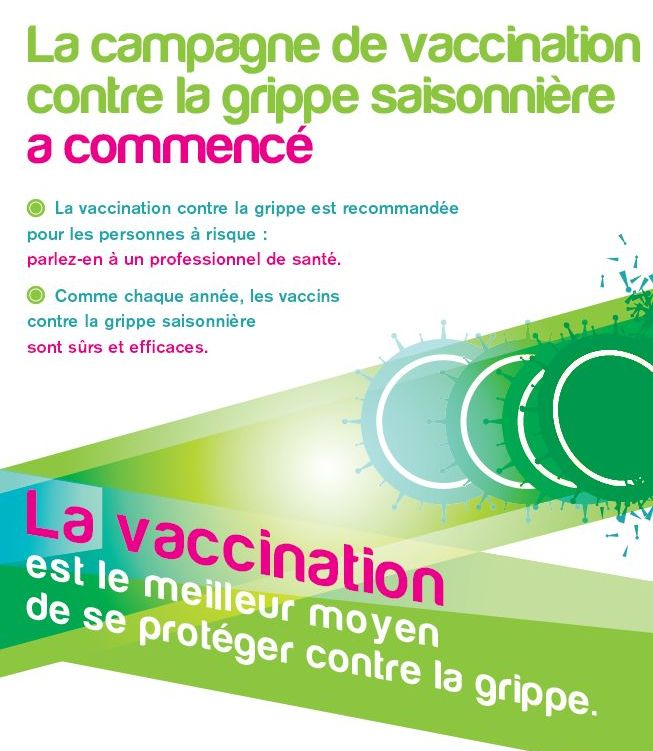 La campagne de vaccination
contre la grippe saisonnière
a commencé
La vaccination contre la grippe est recommandée
pour les personnes à risque :
parlez-en à un professionnel de santé.
Comme chaque année, les vaccins
contre la grippe saisonnière
sont sûrs et efficaces.
La vaccination
est le meilleur moyen
de se protéger contre la grippe.